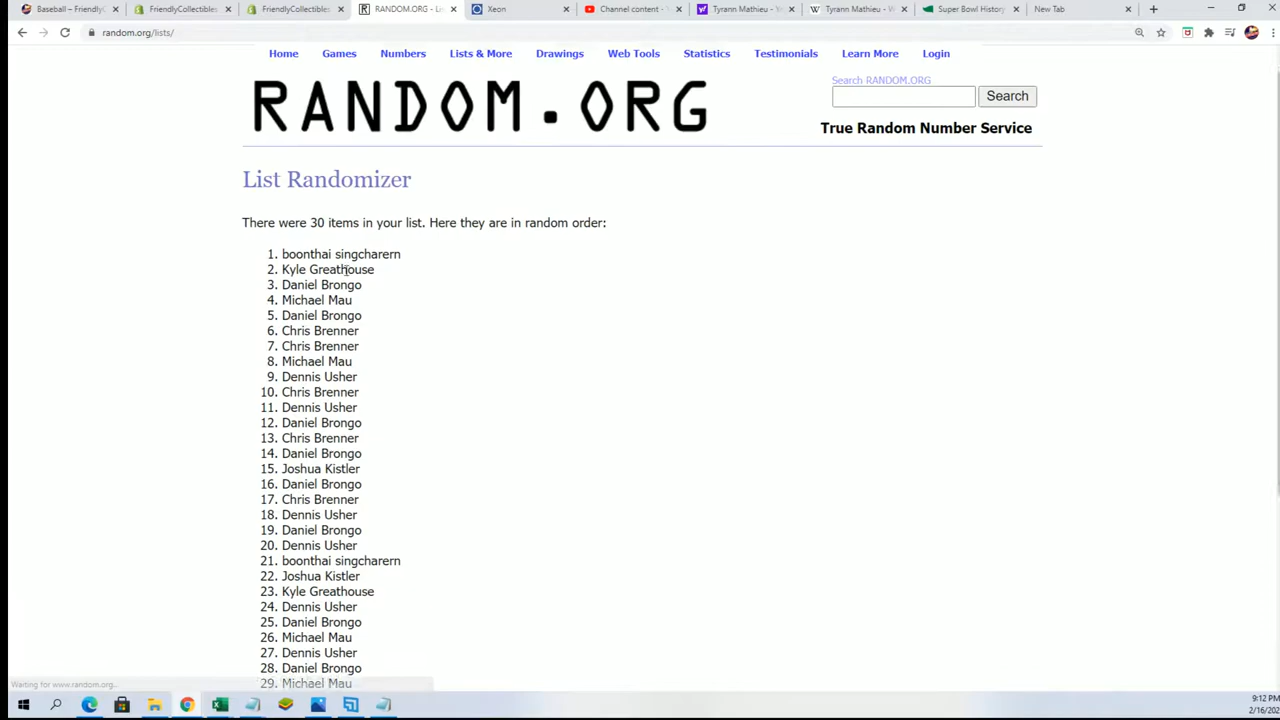 Baseball – FriendlyC
FriendlyCollectibles
FriendlyCollectibles
RANDOM.ORG - Li
Xeon
Channel content - Y
Tyrann Mathieu - Ya
Tyrann Mathieu - W
Super Bowl History
New Tab
random.org/lists/
Home Games Numbers Lists & More Drawings Web Tools Statistics Testimonials Learn More Login
RANDOM.ORG
Search RANDOM.ORG
Search
True Random Number Service
List Randomizer
There were 30 items in your list. Here they are in random order:
1. boonthai singcharern
2. Kyle Greathouse
3. Daniel Brongo
4. Michael Mau
5. Daniel Brongo
6. Chris Brenner
7. Chris Brenner
8. Michael Mau
9. Dennis Usher
10. Chris Brenner
11. Dennis Usher
12. Daniel Brongo
13. Chris Brenner
14. Daniel Brongo
15. Joshua Kistler
16. Daniel Brongo
17. Chris Brenner
18. Dennis Usher
19. Daniel Brongo
20. Dennis Usher
21. boonthai singcharern
22. Joshua Kistler
23. Kyle Greathouse
24. Dennis Usher
25. Daniel Brongo
26. Michael Mau
27. Dennis Usher
28. Daniel Brongo
29. Michael Mau
Waiting for www.random.org...
9:12 PM
2/16/202